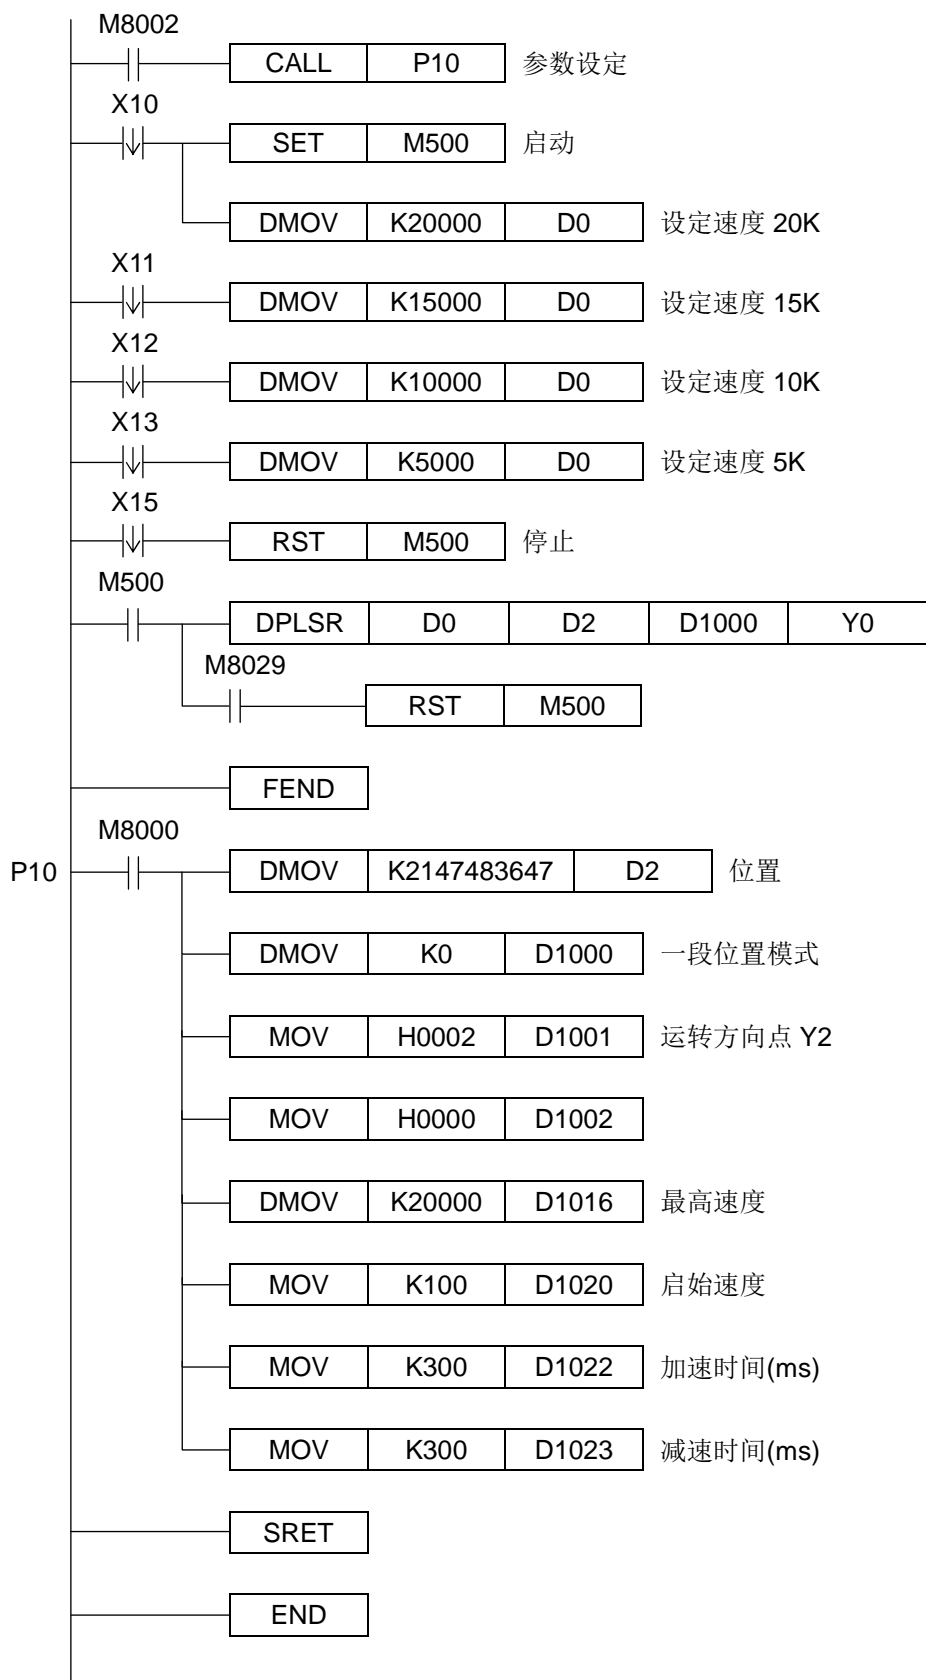 M8002
CALL P10 参数设定
X10
SET M500 启动
DMOV K20000 D0 设定速度 20K
X11
DMOV K15000 D0 设定速度 15K
X12
DMOV K10000 D0 设定速度 10K
X13
DMOV K5000 D0 设定速度 5K
X15
RST M500 停止
M500
DPLSR D0 D2 D1000 Y0
M8029
RST M500
FEND
M8000
P10 DMOV K2147483647 D2 位置
DMOV K0 D1000 一段位置模式
MOV H0002 D1001 运转方向点 Y2
MOV H0000 D1002
DMOV K20000 D1016 最高速度
MOV K100 D1020 启始速度
MOV K300 D1022 加速时间(ms)
MOV K300 D1023 减速时间(ms)
SRET
END